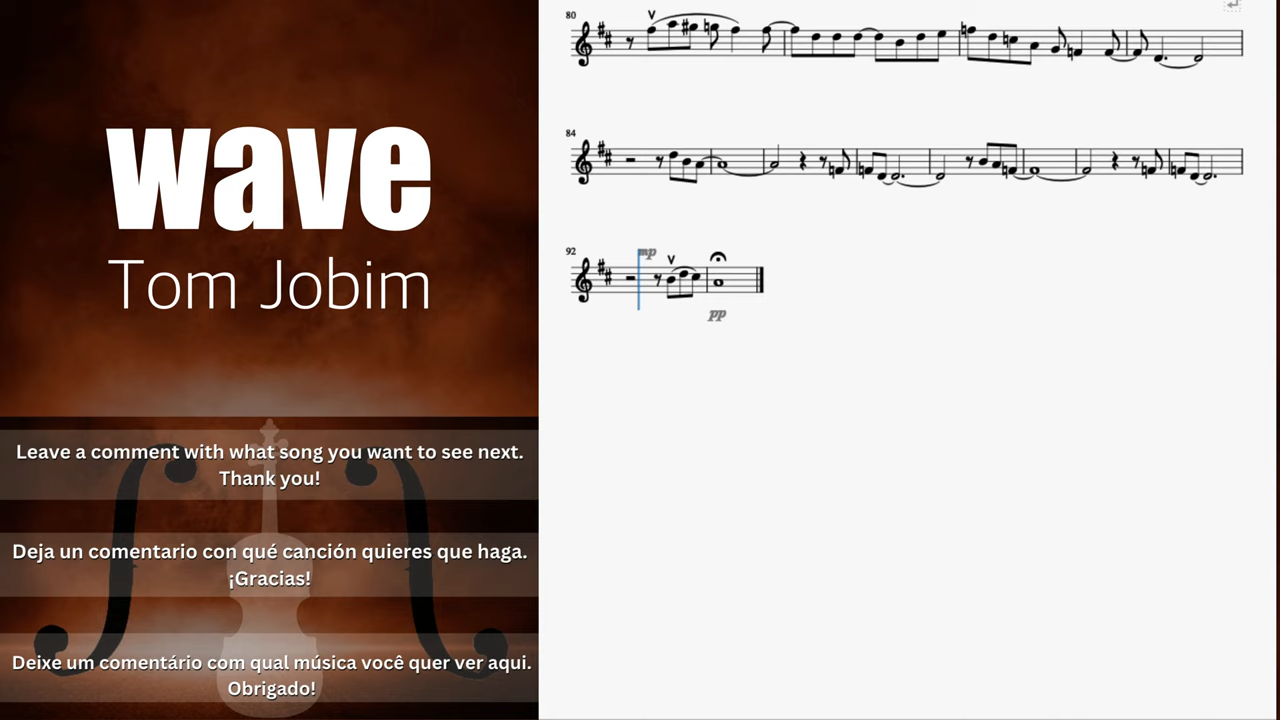 wave
Tom Jobim
Leave a comment with what song you want to see next.
Thank you!
Deja un comentario con qué canción quieres que haga.
¡Gracias!
Deixe um comentário com qual música você quer ver aqui.
Obrigado!
80
84
92
mp
pp